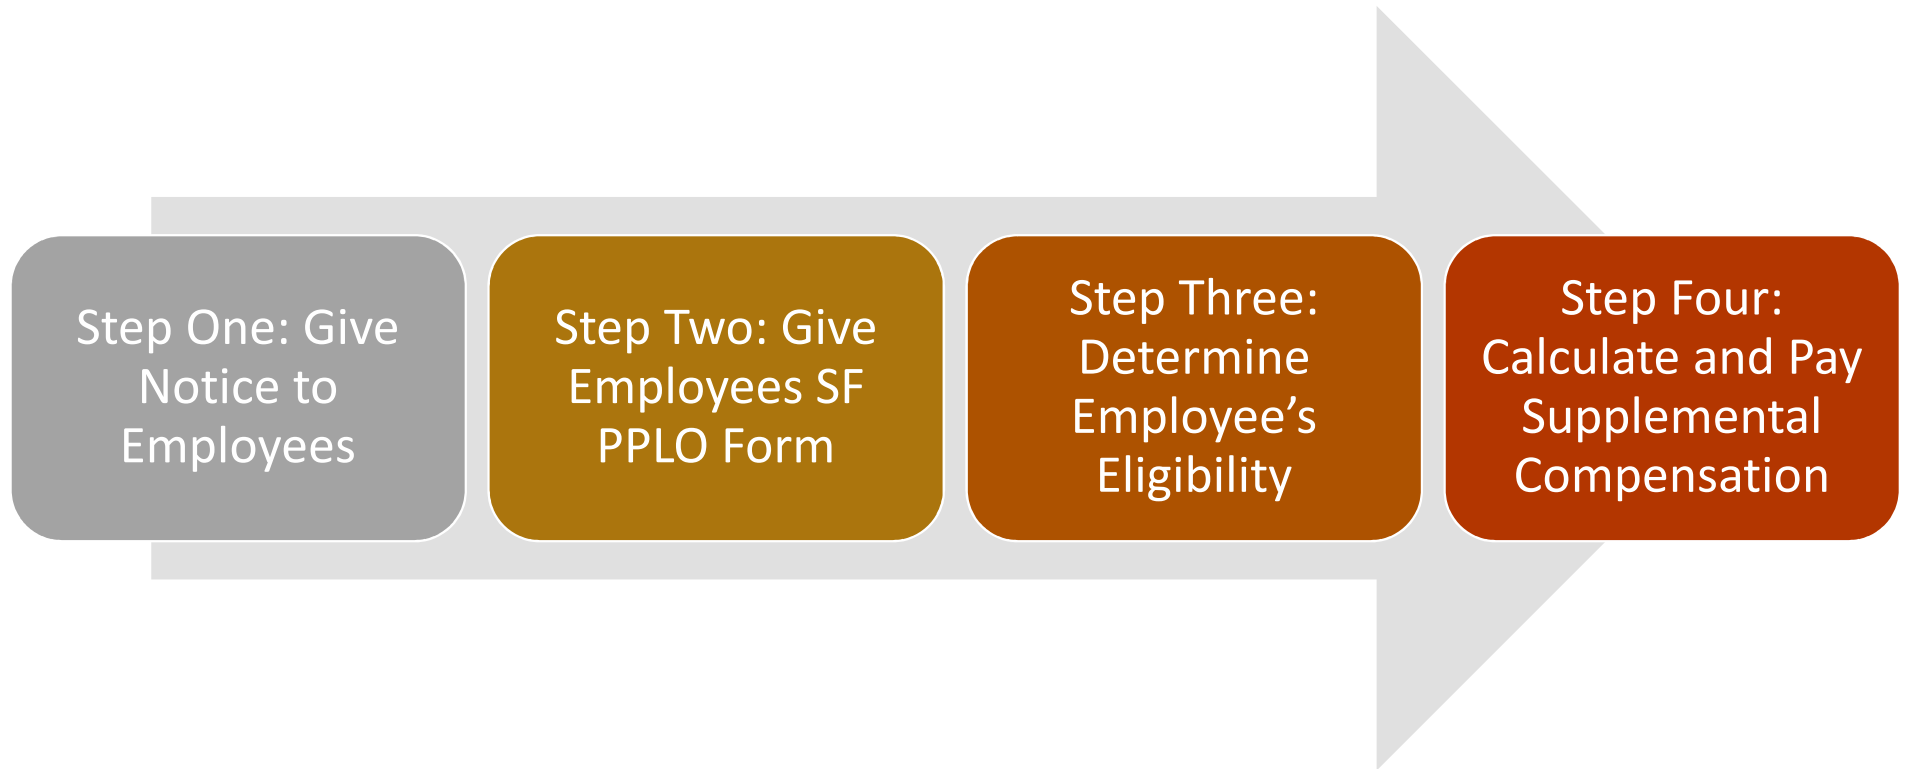 Step One: Give
Notice to
Employees
Step Two: Give
Employees SF
PPLO Form
Step Three:
Determine
Employee’s
Eligibility
Step Four:
Calculate and Pay
Supplemental
Compensation